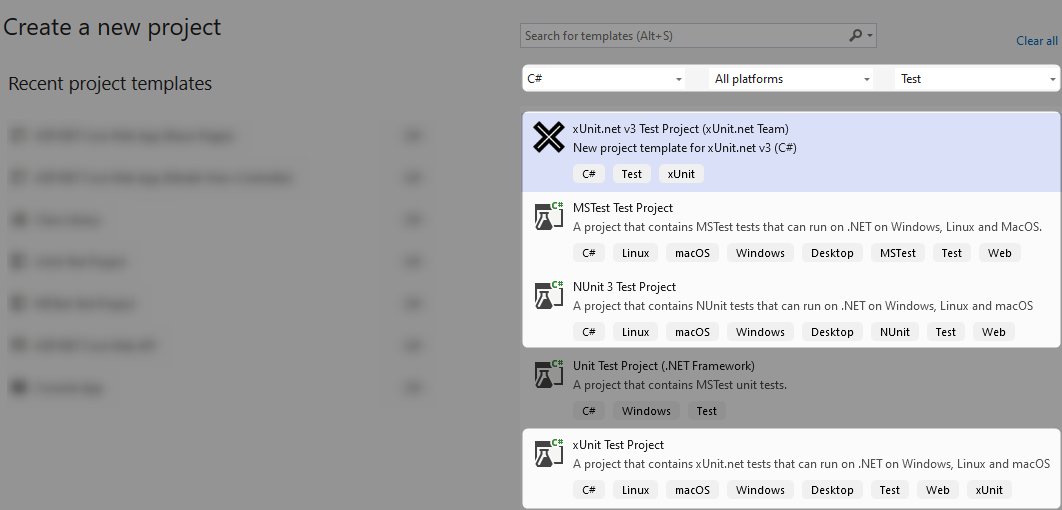 Create a new project
Search for templates (Alt+S)
Clear all
Recent project templates
C#
All platforms
Test
xUnit.net v3 Test Project (xUnit.net Team)
New project template for xUnit.net v3 (C#)
C# Test xUnit
C#
MSTest Test Project
A project that contains MSTest tests that can run on .NET on Windows, Linux and MacOS.
C# Linux macOS Windows Desktop MSTest Test Web
C#
NUnit 3 Test Project
A project that contains NUnit tests that can run on .NET on Windows, Linux and macOS
C# Linux macOS Windows Desktop NUnit Test Web
C#
Unit Test Project (.NET Framework)
A project that contains MSTest unit tests.
C# Windows Test
C#
xUnit Test Project
A project that contains xUnit.net tests that can run on .NET on Windows, Linux and macOS
C# Linux macOS Windows Desktop Test Web xUnit